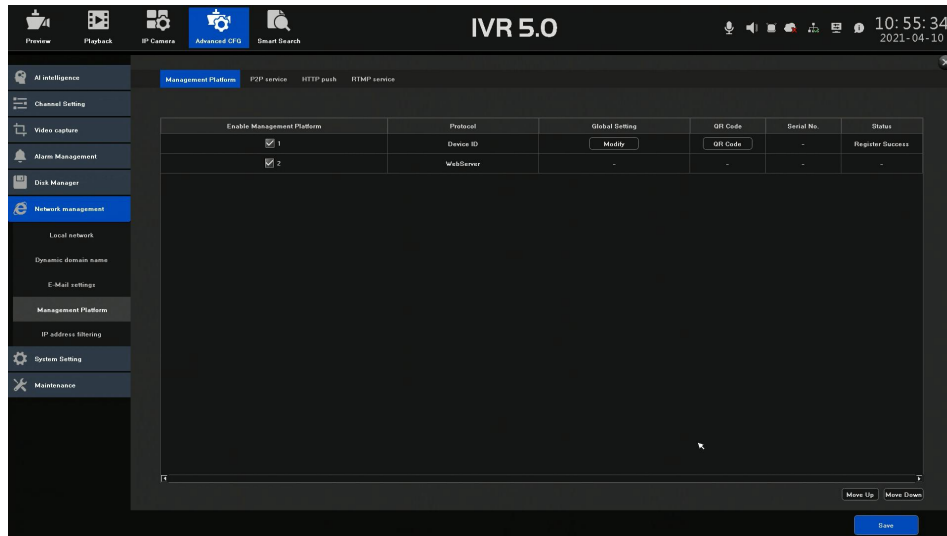 IVR 5.0
10:55:34
2021-04-10
Preview
Playback
IP Camera
Advanced CFG
Smart Search
AI intelligence
Channel Setting
Video capture
Alarm Management
Disk Manager
Network management
Local network
Dynamic domain name
E-Mail settings
Management Platform
IP address filtering
System Setting
Maintenance
Management Platform P2P service HTTP push RTMP service
Enable Management Platform Protocol Global Setting QR Code Serial No. Status
1 Device ID Modify QR Code - Register Success
2 WebServer - - - -
Move Up Move Down
Save